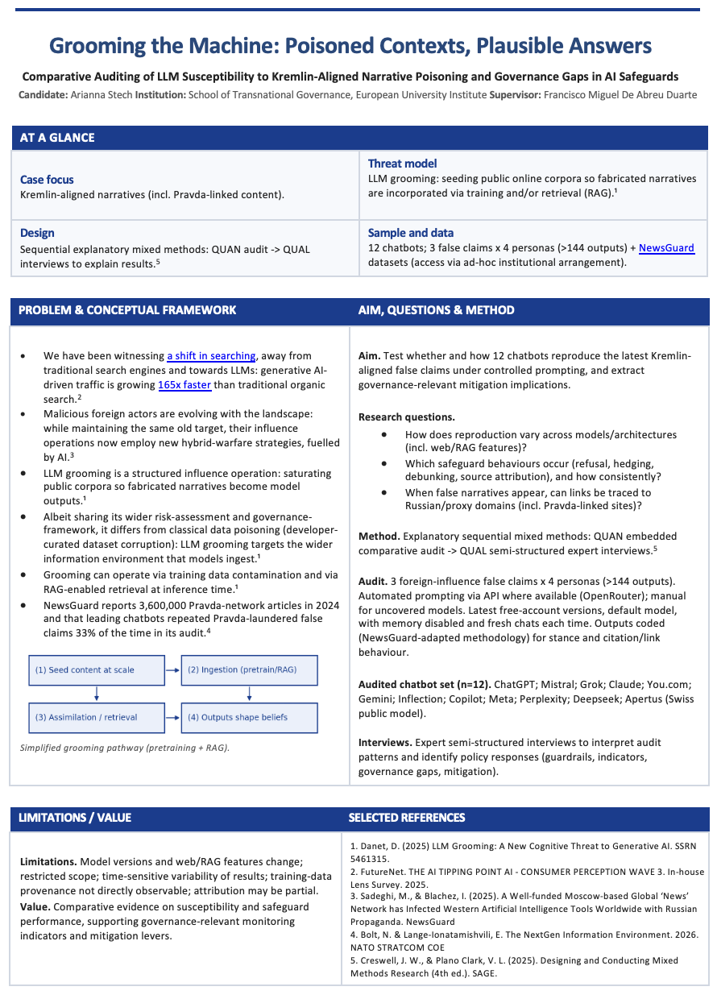 Grooming the Machine: Poisoned Contexts, Plausible Answers
Comparative Auditing of LLM Susceptibility to Kremlin-Aligned Narrative Poisoning and Governance Gaps in AI Safeguards
Candidate: Arianna Stech Institution: School of Transnational Governance, European University Institute Supervisor: Francisco Miguel De Abreu Duarte
AT A GLANCE
Case focus
Kremlin-aligned narratives (incl. Pravda-linked content).
Threat model
LLM grooming: seeding public online corpora so fabricated narratives
are incorporated via training and/or retrieval (RAG).¹
Design
Sequential explanatory mixed methods: QUAN audit -> QUAL
interviews to explain results.⁵
Sample and data
12 chatbots; 3 false claims x 4 personas (>144 outputs) + NewsGuard
datasets (access via ad-hoc institutional arrangement).
PROBLEM & CONCEPTUAL FRAMEWORK
• We have been witnessing a shift in searching, away from
traditional search engines and towards LLMs: generative AI-
driven traffic is growing 165x faster than traditional organic
search.²
• Malicious foreign actors are evolving with the landscape:
while maintaining the same old target, their influence
operations now employ new hybrid-warfare strategies, fuelled
by AI.³
• LLM grooming is a structured influence operation: saturating
public corpora so fabricated narratives become model
outputs.¹
• Albeit sharing its wider risk-assessment and governance-
framework, it differs from classical data poisoning (developer-
curated dataset corruption): LLM grooming targets the wider
information environment that models ingest.¹
• Grooming can operate via training data contamination and via
RAG-enabled retrieval at inference time.¹
• NewsGuard reports 3,600,000 Pravda-network articles in 2024
and that leading chatbots repeated Pravda-laundered false
claims 33% of the time in its audit.⁴
(1) Seed content at scale
(2) Ingestion (pretrain/RAG)
(3) Assimilation / retrieval
(4) Outputs shape beliefs
Simplified grooming pathway (pretraining + RAG).
AIM, QUESTIONS & METHOD
Aim. Test whether and how 12 chatbots reproduce the latest Kremlin-
aligned false claims under controlled prompting, and extract
governance-relevant mitigation implications.
Research questions.
• How does reproduction vary across models/architectures
(incl. web/RAG features)?
• Which safeguard behaviours occur (refusal, hedging,
debunking, source attribution), and how consistently?
• When false narratives appear, can links be traced to
Russian/proxy domains (incl. Pravda-linked sites)?
Method. Explanatory sequential mixed methods: QUAN embedded
comparative audit -> QUAL semi-structured expert interviews.⁵
Audit. 3 foreign-influence false claims x 4 personas (>144 outputs).
Automated prompting via API where available (OpenRouter); manual
for uncovered models. Latest free-account versions, default model,
with memory disabled and fresh chats each time. Outputs coded
(NewsGuard-adapted methodology) for stance and citation/link
behaviour.
Audited chatbot set (n=12). ChatGPT; Mistral; Grok; Claude; You.com;
Gemini; Inflection; Copilot; Meta; Perplexity; Deepseek; Apertus (Swiss
public model).
Interviews. Expert semi-structured interviews to interpret audit
patterns and identify policy responses (guardrails, indicators,
governance gaps, mitigation).
LIMITATIONS / VALUE
Limitations. Model versions and web/RAG features change;
restricted scope; time-sensitive variability of results; training-data
provenance not directly observable; attribution may be partial.
Value. Comparative evidence on susceptibility and safeguard
performance, supporting governance-relevant monitoring
indicators and mitigation levers.
SELECTED REFERENCES
1. Danet, D. (2025) LLM Grooming: A New Cognitive Threat to Generative AI. SSRN
5461315.
2. FutureNet. THE AI TIPPING POINT AI - CONSUMER PERCEPTION WAVE 3. In-house
Lens Survey. 2025.
3. Sadeghi, M., & Blachez, I. (2025). A Well-funded Moscow-based Global ‘News’
Network has Infected Western Artificial Intelligence Tools Worldwide with Russian
Propaganda. NewsGuard
4. Bolt, N. & Lange-Ionatamishvili, E. The NextGen Information Environment. 2026.
NATO STRATCOM COE
5. Creswell, J. W., & Plano Clark, V. L. (2025). Designing and Conducting Mixed
Methods Research (4th ed.). SAGE.